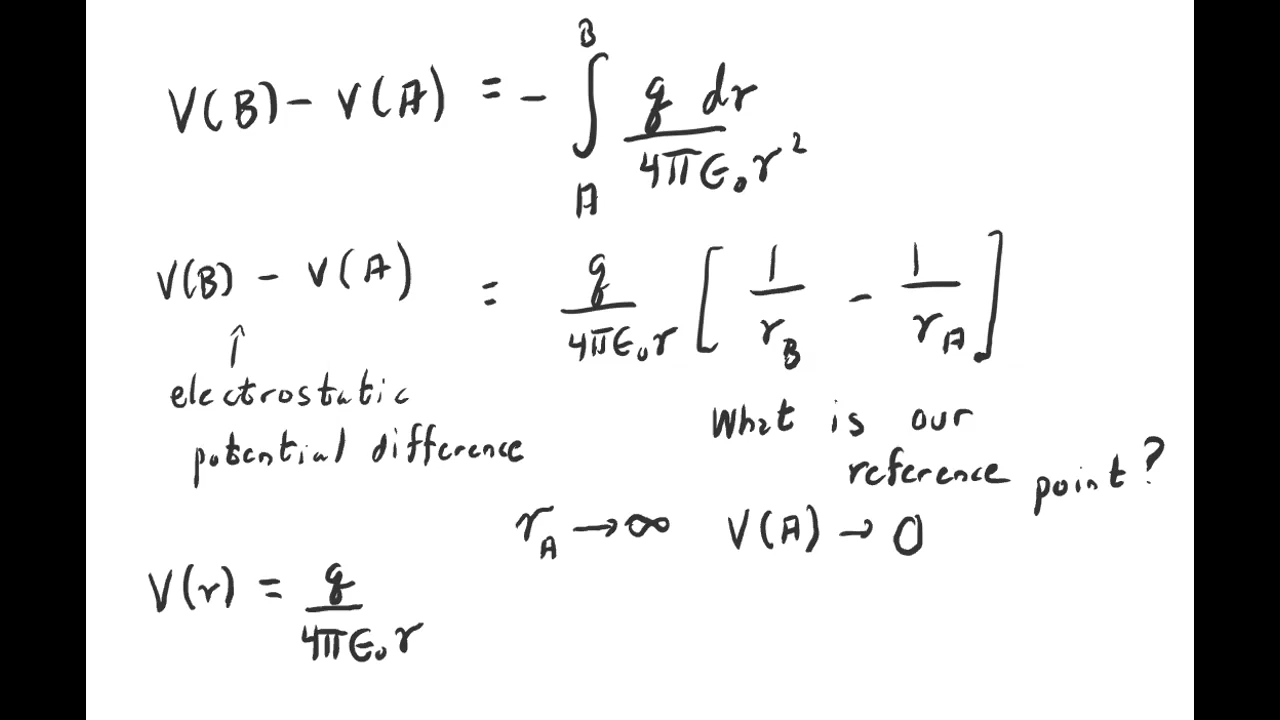 V(B) - V(A) = - ∫_A^B q dr / 4πϵ₀r²
V(B) - V(A) = q / 4πϵ₀r [ 1/r_B - 1/r_A ]
↑
electrostatic
potential difference
What is our
reference point?
r_A → ∞ V(A) → 0
V(r) = q / 4πϵ₀r